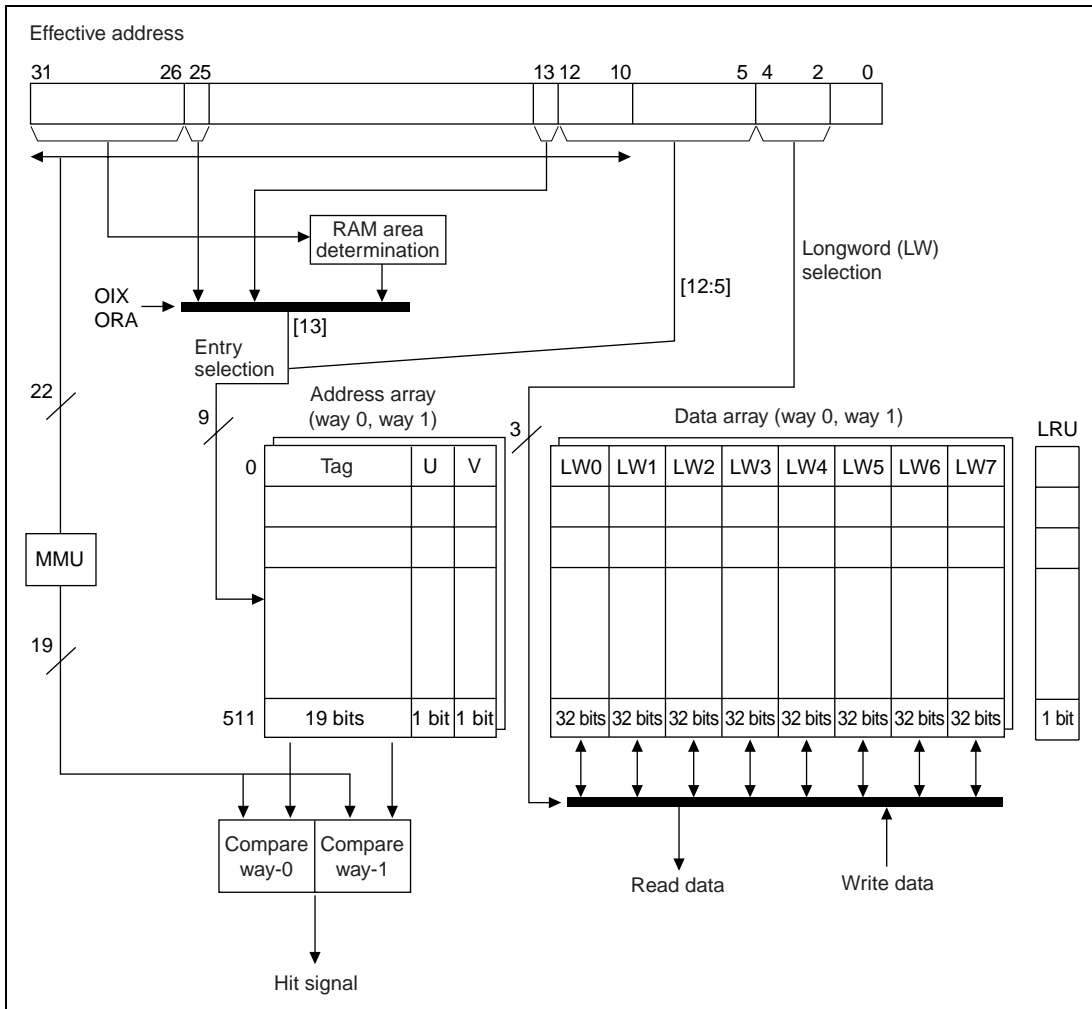 Effective address
31 26 25 13 12 10 5 4 2 0
RAM area
determination
Longword (LW)
selection
OIX
ORA
[12:5]
[13]
Entry
selection
22
9
Address array
(way 0, way 1)
3
Data array (way 0, way 1)
LRU
0 Tag U V LW0 LW1 LW2 LW3 LW4 LW5 LW6 LW7
MMU
19
511 19 bits 1 bit 1 bit 32 bits 32 bits 32 bits 32 bits 32 bits 32 bits 32 bits 32 bits 1 bit
Compare
way-0
Compare
way-1
Read data
Write data
Hit signal